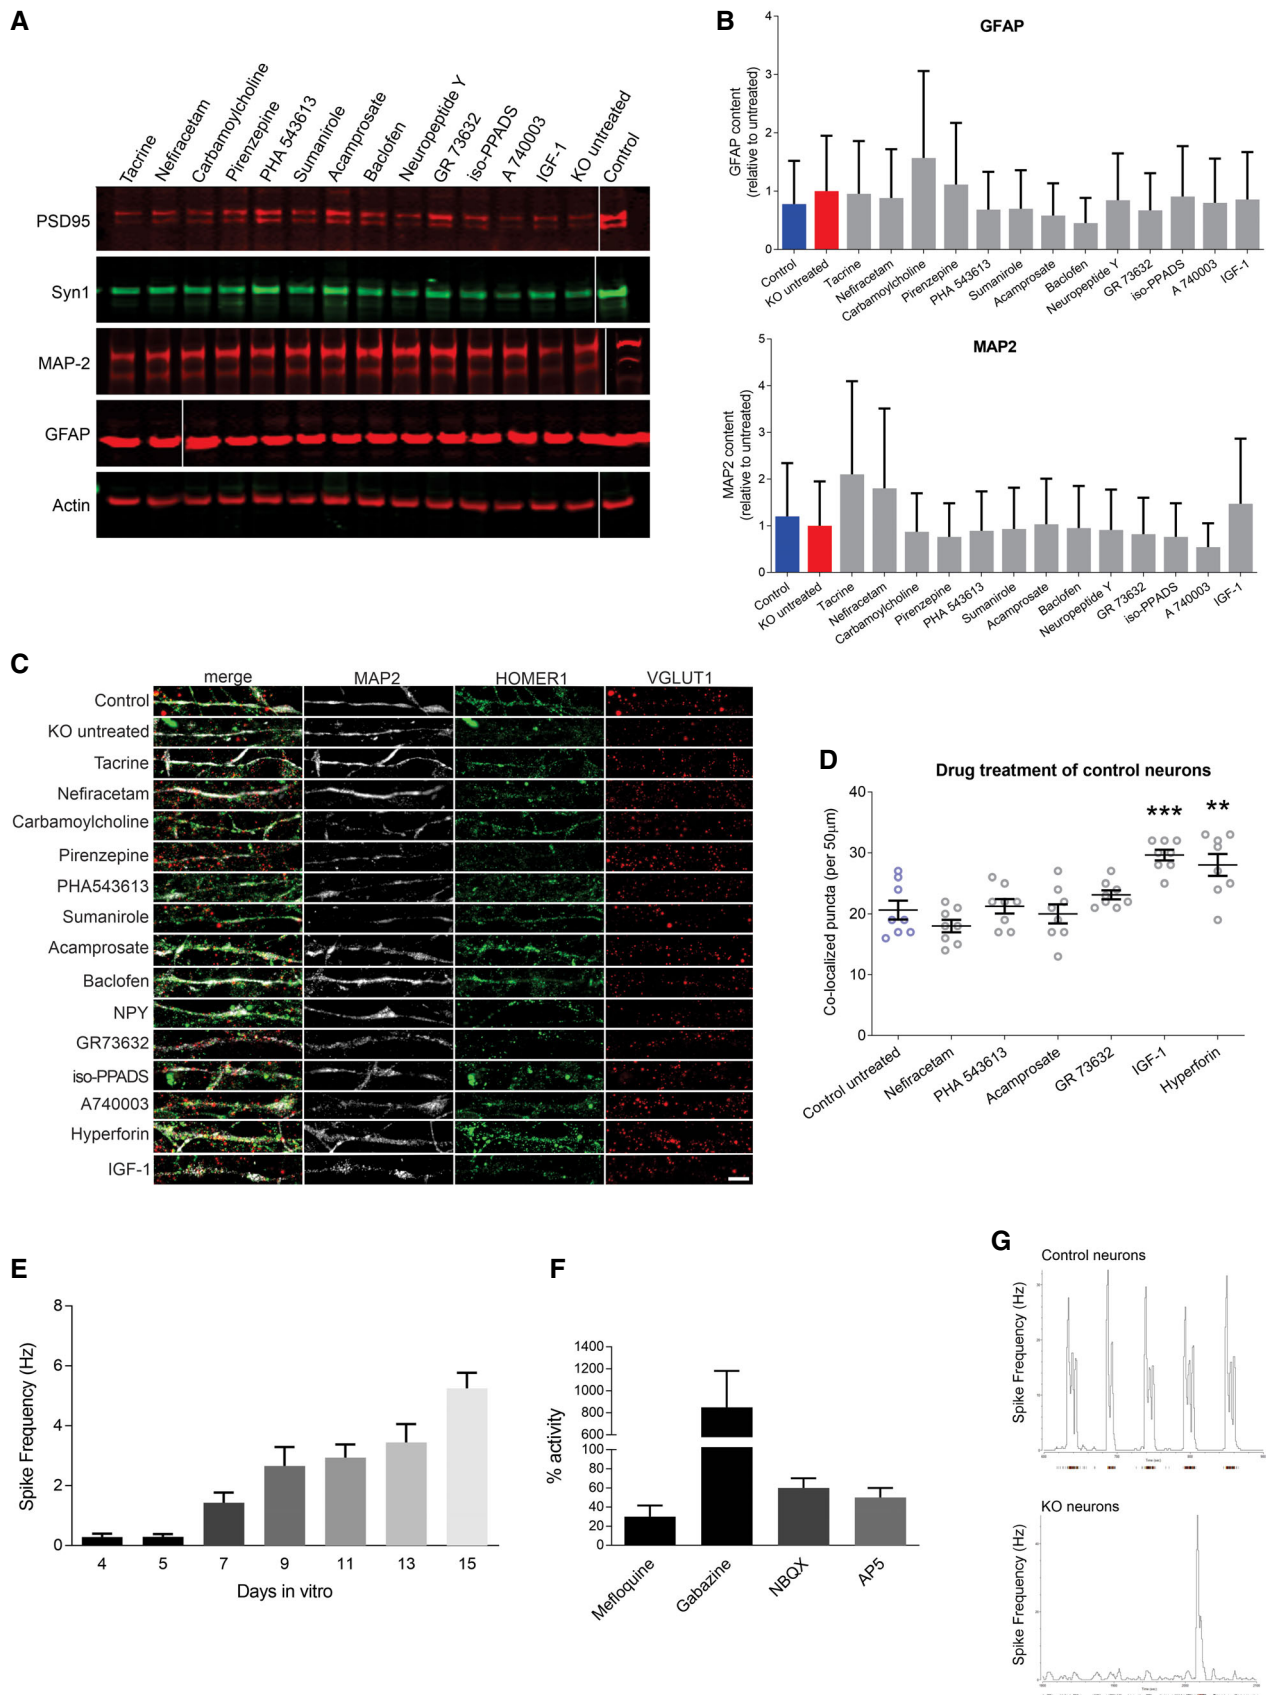 A
Tacrine
Nefiracetam
Carbamoylcholine
Pirenzepine
PHA 543613
Sumanirole
Acamprosate
Baclofen
Neuropeptide Y
GR 73632
iso-PPADS
A 740003
IGF-1
KO untreated
Control
PSD95
Syn1
MAP-2
GFAP
Actin
B
GFAP
GFAP content
(relative to untreated)
4
3
2
1
0
Control
KO untreated
Tacrine
Nefiracetam
Carbamoylcholine
Pirenzepine
PHA 543613
Sumanirole
Acamprosate
Baclofen
Neuropeptide Y
GR 73632
iso-PPADS
A 740003
IGF-1
MAP2
MAP2 content
(relative to untreated)
5
4
3
2
1
0
Control
KO untreated
Tacrine
Nefiracetam
Carbamoylcholine
Pirenzepine
PHA 543613
Sumanirole
Acamprosate
Baclofen
Neuropeptide Y
GR 73632
iso-PPADS
A 740003
IGF-1
C
merge MAP2 HOMER1 VGLUT1
Control
KO untreated
Tacrine
Nefiracetam
Carbamoylcholine
Pirenzepine
PHA543613
Sumanirole
Acamprosate
Baclofen
NPY
GR73632
iso-PPADS
A740003
Hyperforin
IGF-1
D
Drug treatment of control neurons
Co-localized puncta (per 50μm)
40
30
20
10
0
***
**
Control untreated
Nefiracetam
PHA 543613
Acamprosate
GR 73632
IGF-1
Hyperforin
E
Spike Frequency (Hz)
8
6
4
2
0
4 5 7 9 11 13 15
Days in vitro
F
% activity
1400
1200
1000
800
600
100
80
60
40
20
0
Mefloquine
Gabazine
NBQX
AP5
G
Control neurons
Spike Frequency (Hz)
KO neurons
Spike Frequency (Hz)